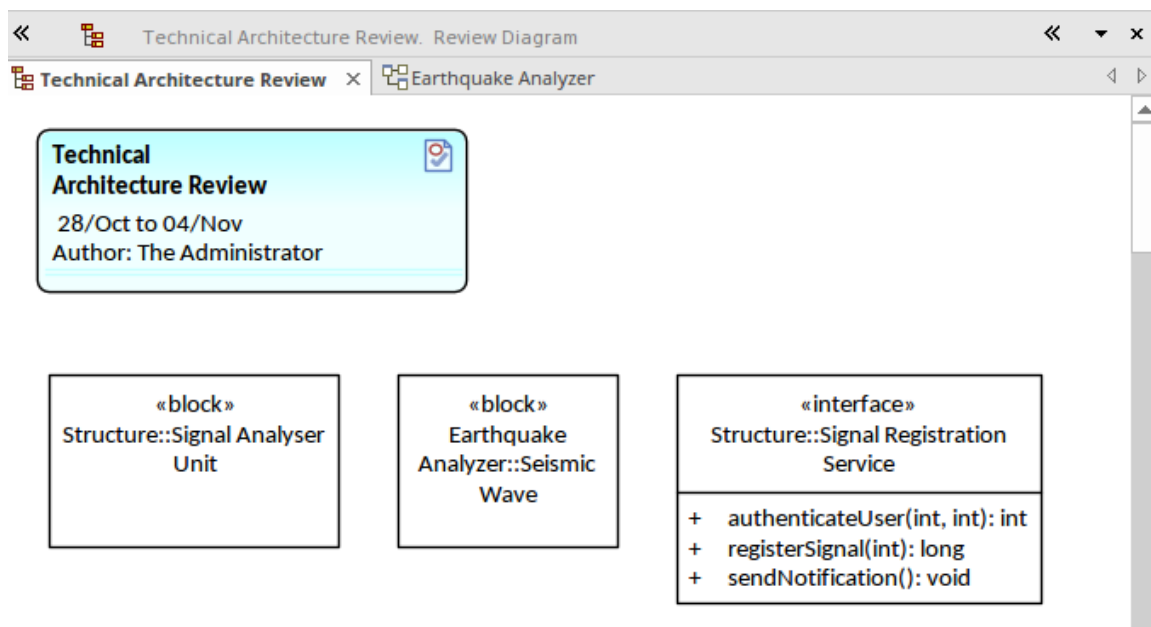 Technical Architecture Review. Review Diagram
Technical Architecture Review
Earthquake Analyzer
Technical
Architecture Review
28/Oct to 04/Nov
Author: The Administrator
«block»
Structure::Signal Analyser
Unit
«block»
Earthquake
Analyzer::Seismic
Wave
«interface»
Structure::Signal Registration
Service
+ authenticateUser(int, int): int
+ registerSignal(int): long
+ sendNotification(): void